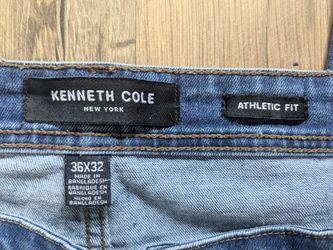 KENNETH COLE
NEW YORK
ATHLETIC FIT
36X32
MADE IN
BANGLADESH
FABRIQUÉ EN
BANGLADESH
HECHO EN
BANGLADESH